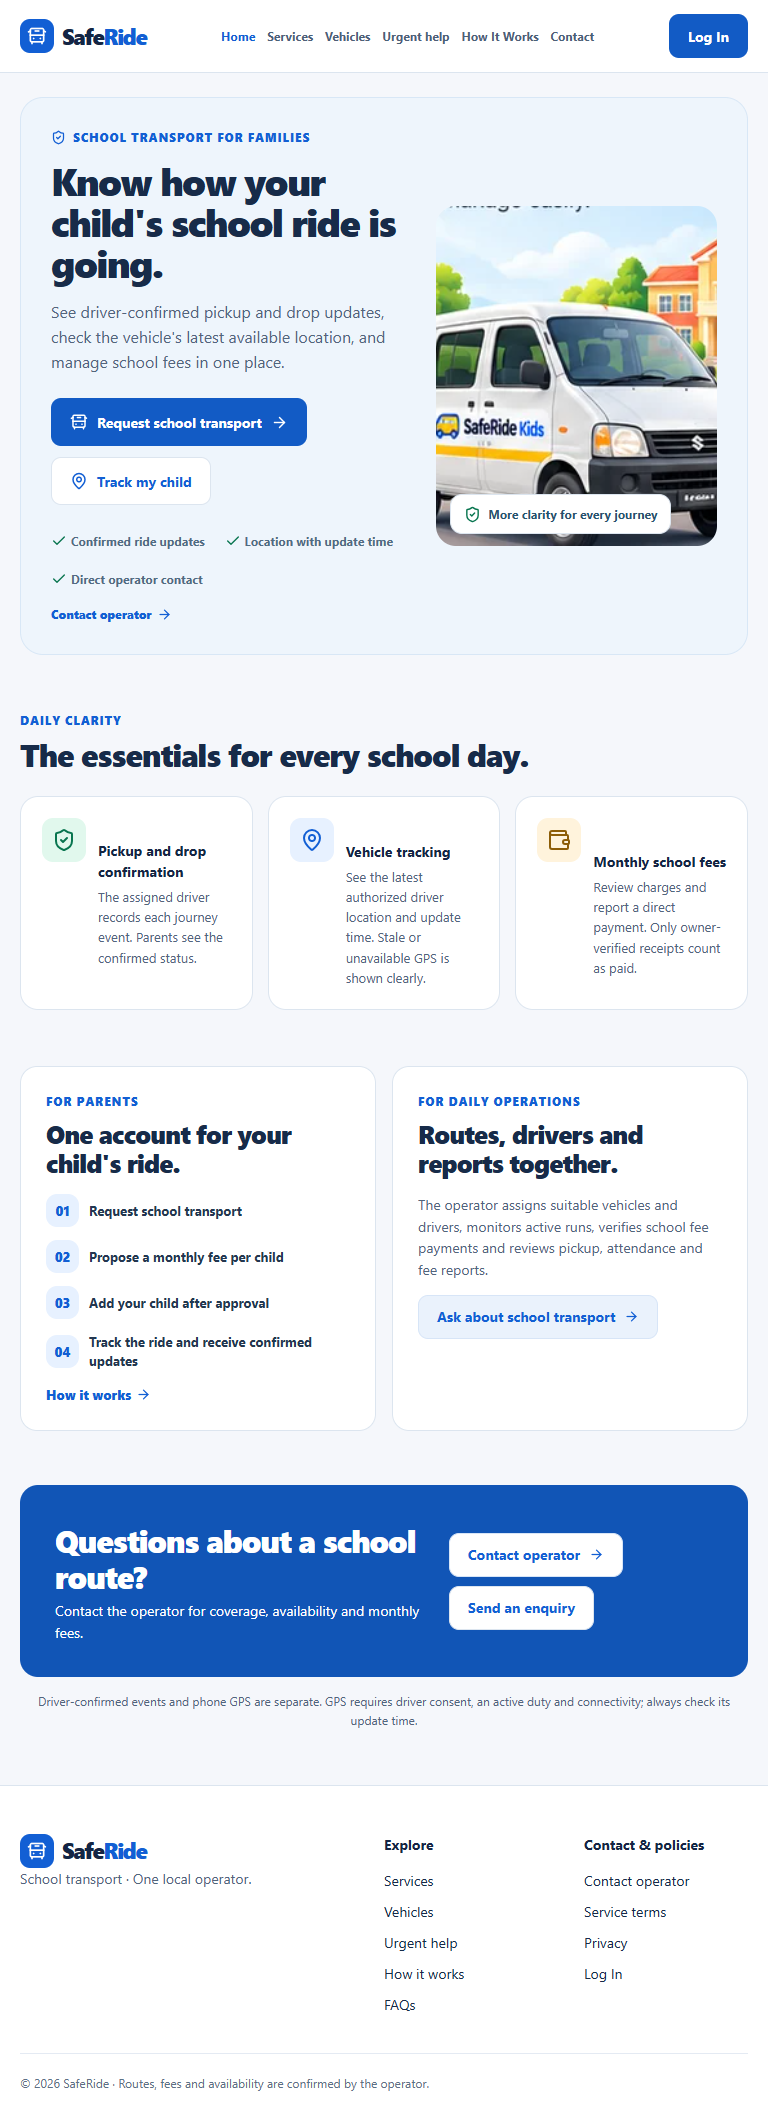 SafeRide
Home Services Vehicles Urgent help How It Works Contact
Log In
SCHOOL TRANSPORT FOR FAMILIES
Know how your
child's school ride is
going.
See driver-confirmed pickup and drop updates,
check the vehicle's latest available location, and
manage school fees in one place.
Request school transport
Track my child
Confirmed ride updates
Location with update time
Direct operator contact
Contact operator
SafeRide Kids
More clarity for every journey
DAILY CLARITY
The essentials for every school day.
Pickup and drop
confirmation
The assigned driver
records each journey
event. Parents see the
confirmed status.
Vehicle tracking
See the latest
authorized driver
location and update
time. Stale or
unavailable GPS is
shown clearly.
Monthly school fees
Review charges and
report a direct
payment. Only owner-
verified receipts count
as paid.
FOR PARENTS
One account for your
child's ride.
01 Request school transport
02 Propose a monthly fee per child
03 Add your child after approval
04 Track the ride and receive confirmed
updates
How it works
FOR DAILY OPERATIONS
Routes, drivers and
reports together.
The operator assigns suitable vehicles and
drivers, monitors active runs, verifies school fee
payments and reviews pickup, attendance and
fee reports.
Ask about school transport
Questions about a school
route?
Contact the operator for coverage, availability and monthly
fees.
Contact operator
Send an enquiry
Driver-confirmed events and phone GPS are separate. GPS requires driver consent, an active duty and connectivity; always check its
update time.
SafeRide
School transport · One local operator.
Explore
Services
Vehicles
Urgent help
How it works
FAQs
Contact & policies
Contact operator
Service terms
Privacy
Log In
© 2026 SafeRide · Routes, fees and availability are confirmed by the operator.